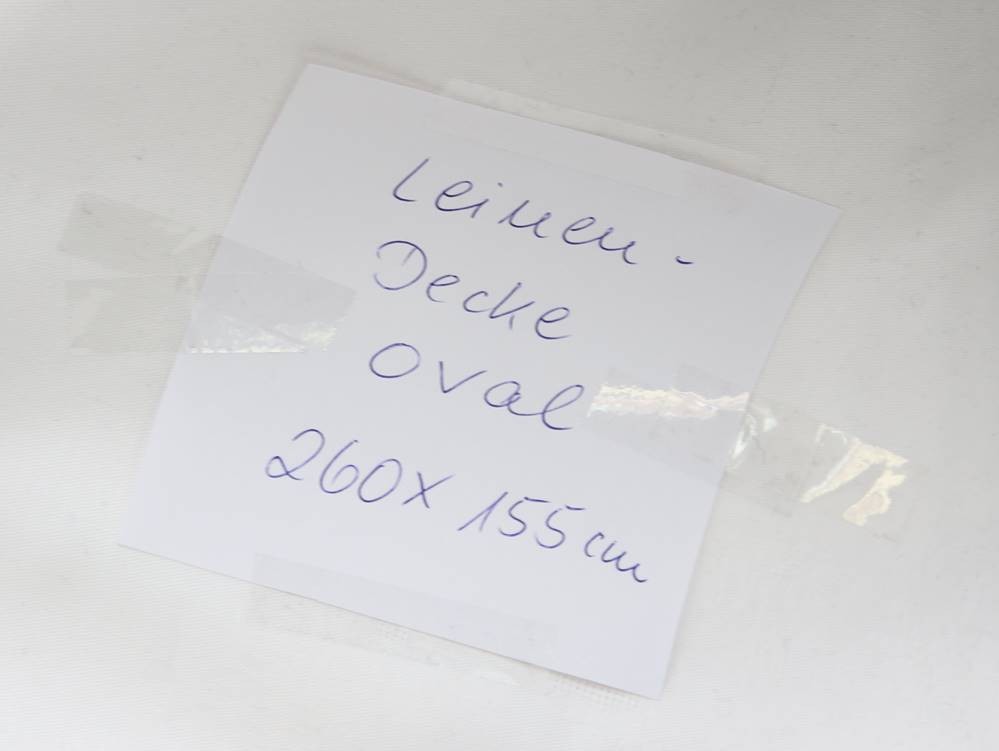 Leinen-
Decke
oval
260x 155cm